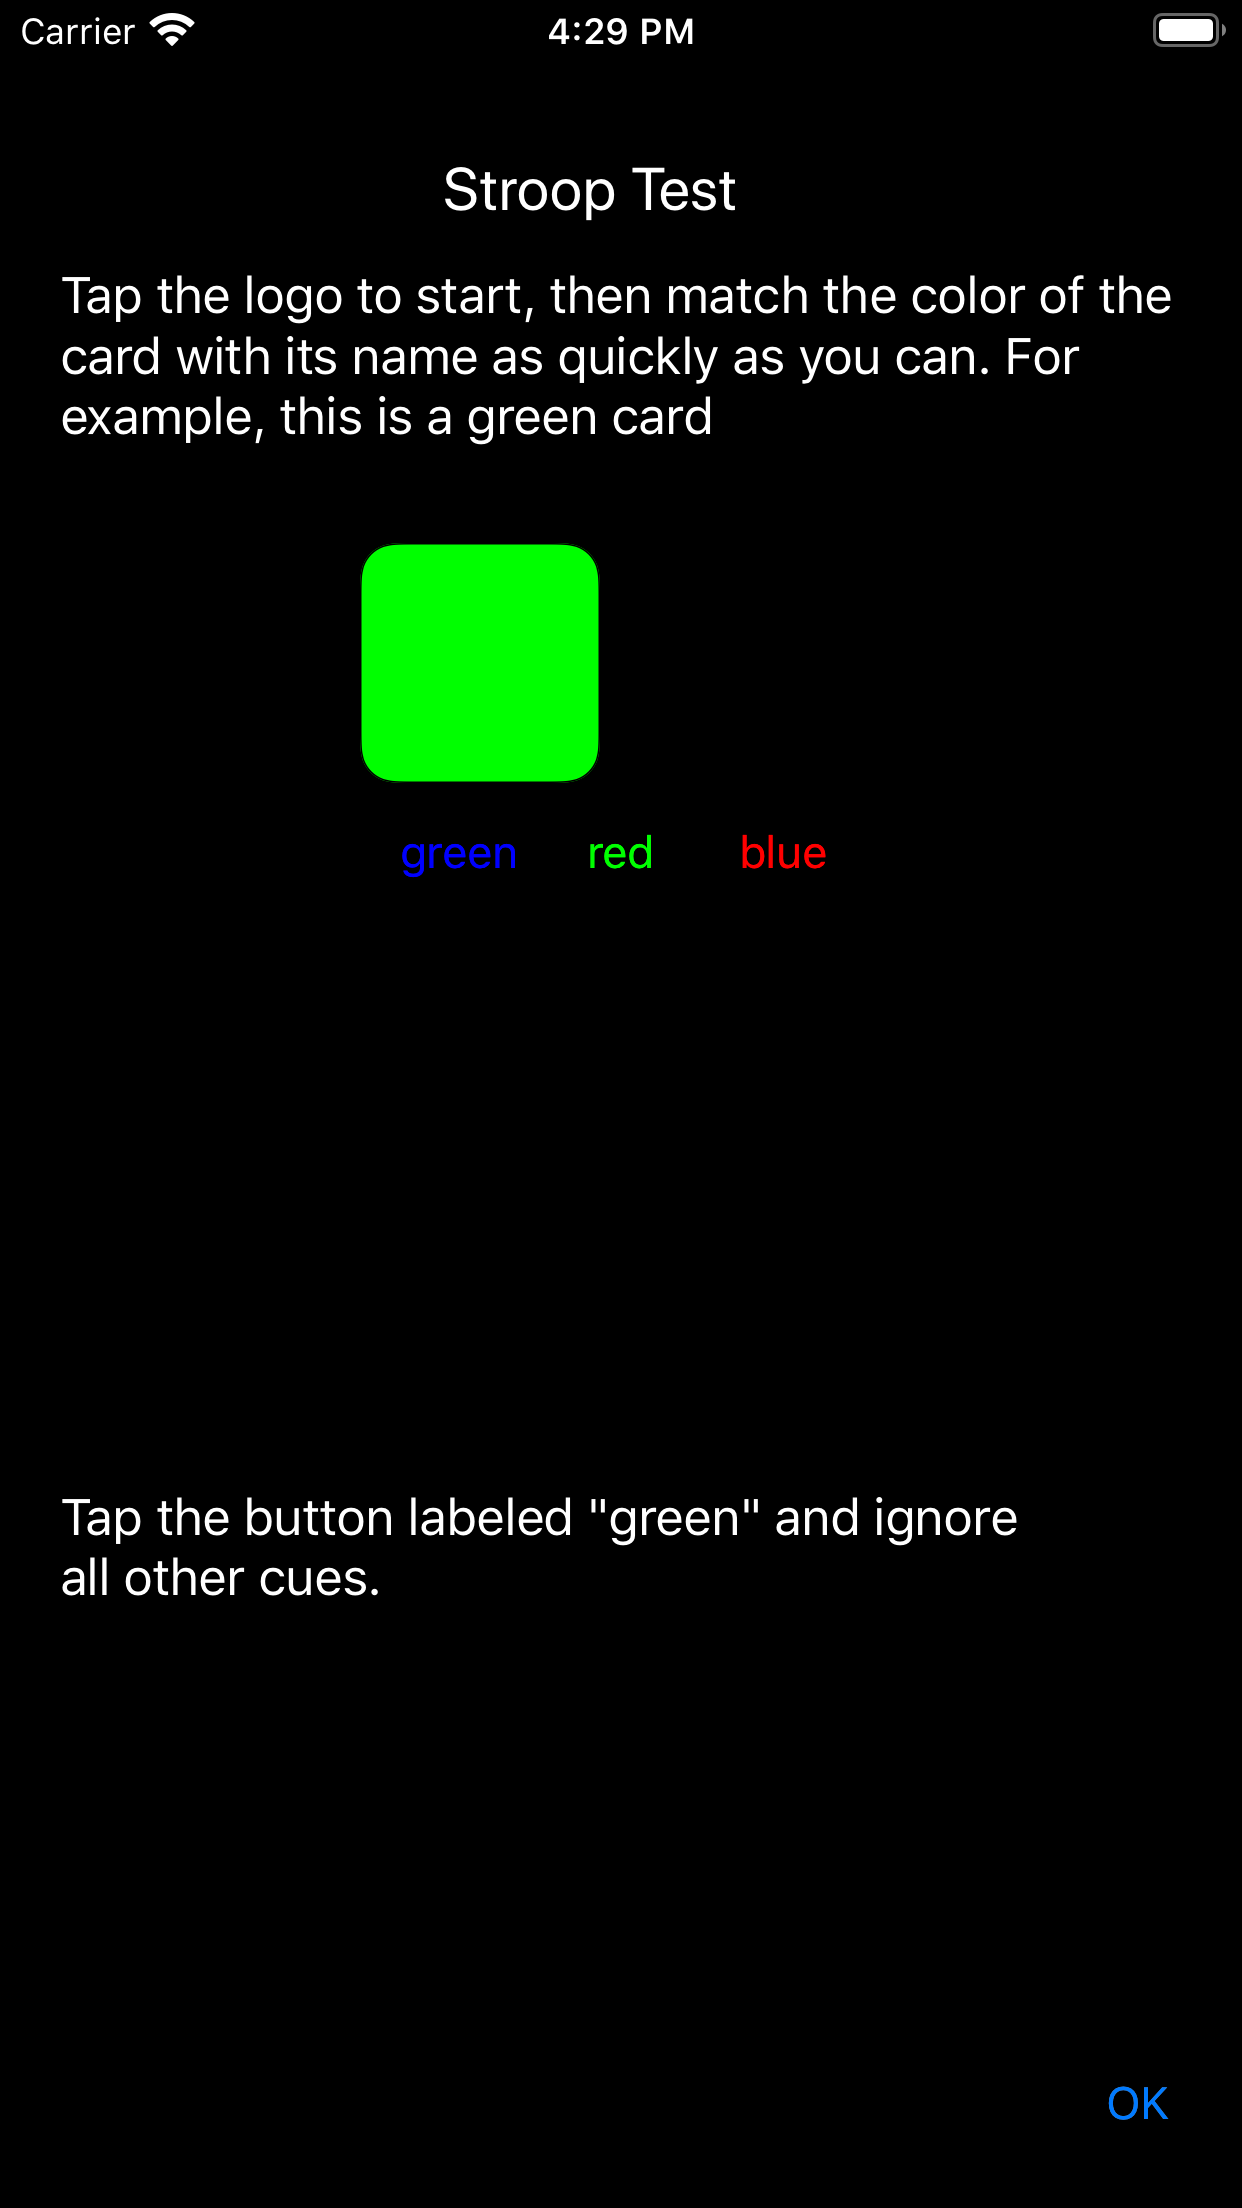 Carrier
4:29 PM
Stroop Test
Tap the logo to start, then match the color of the
card with its name as quickly as you can. For
example, this is a green card
green red blue
Tap the button labeled "green" and ignore
all other cues.
OK